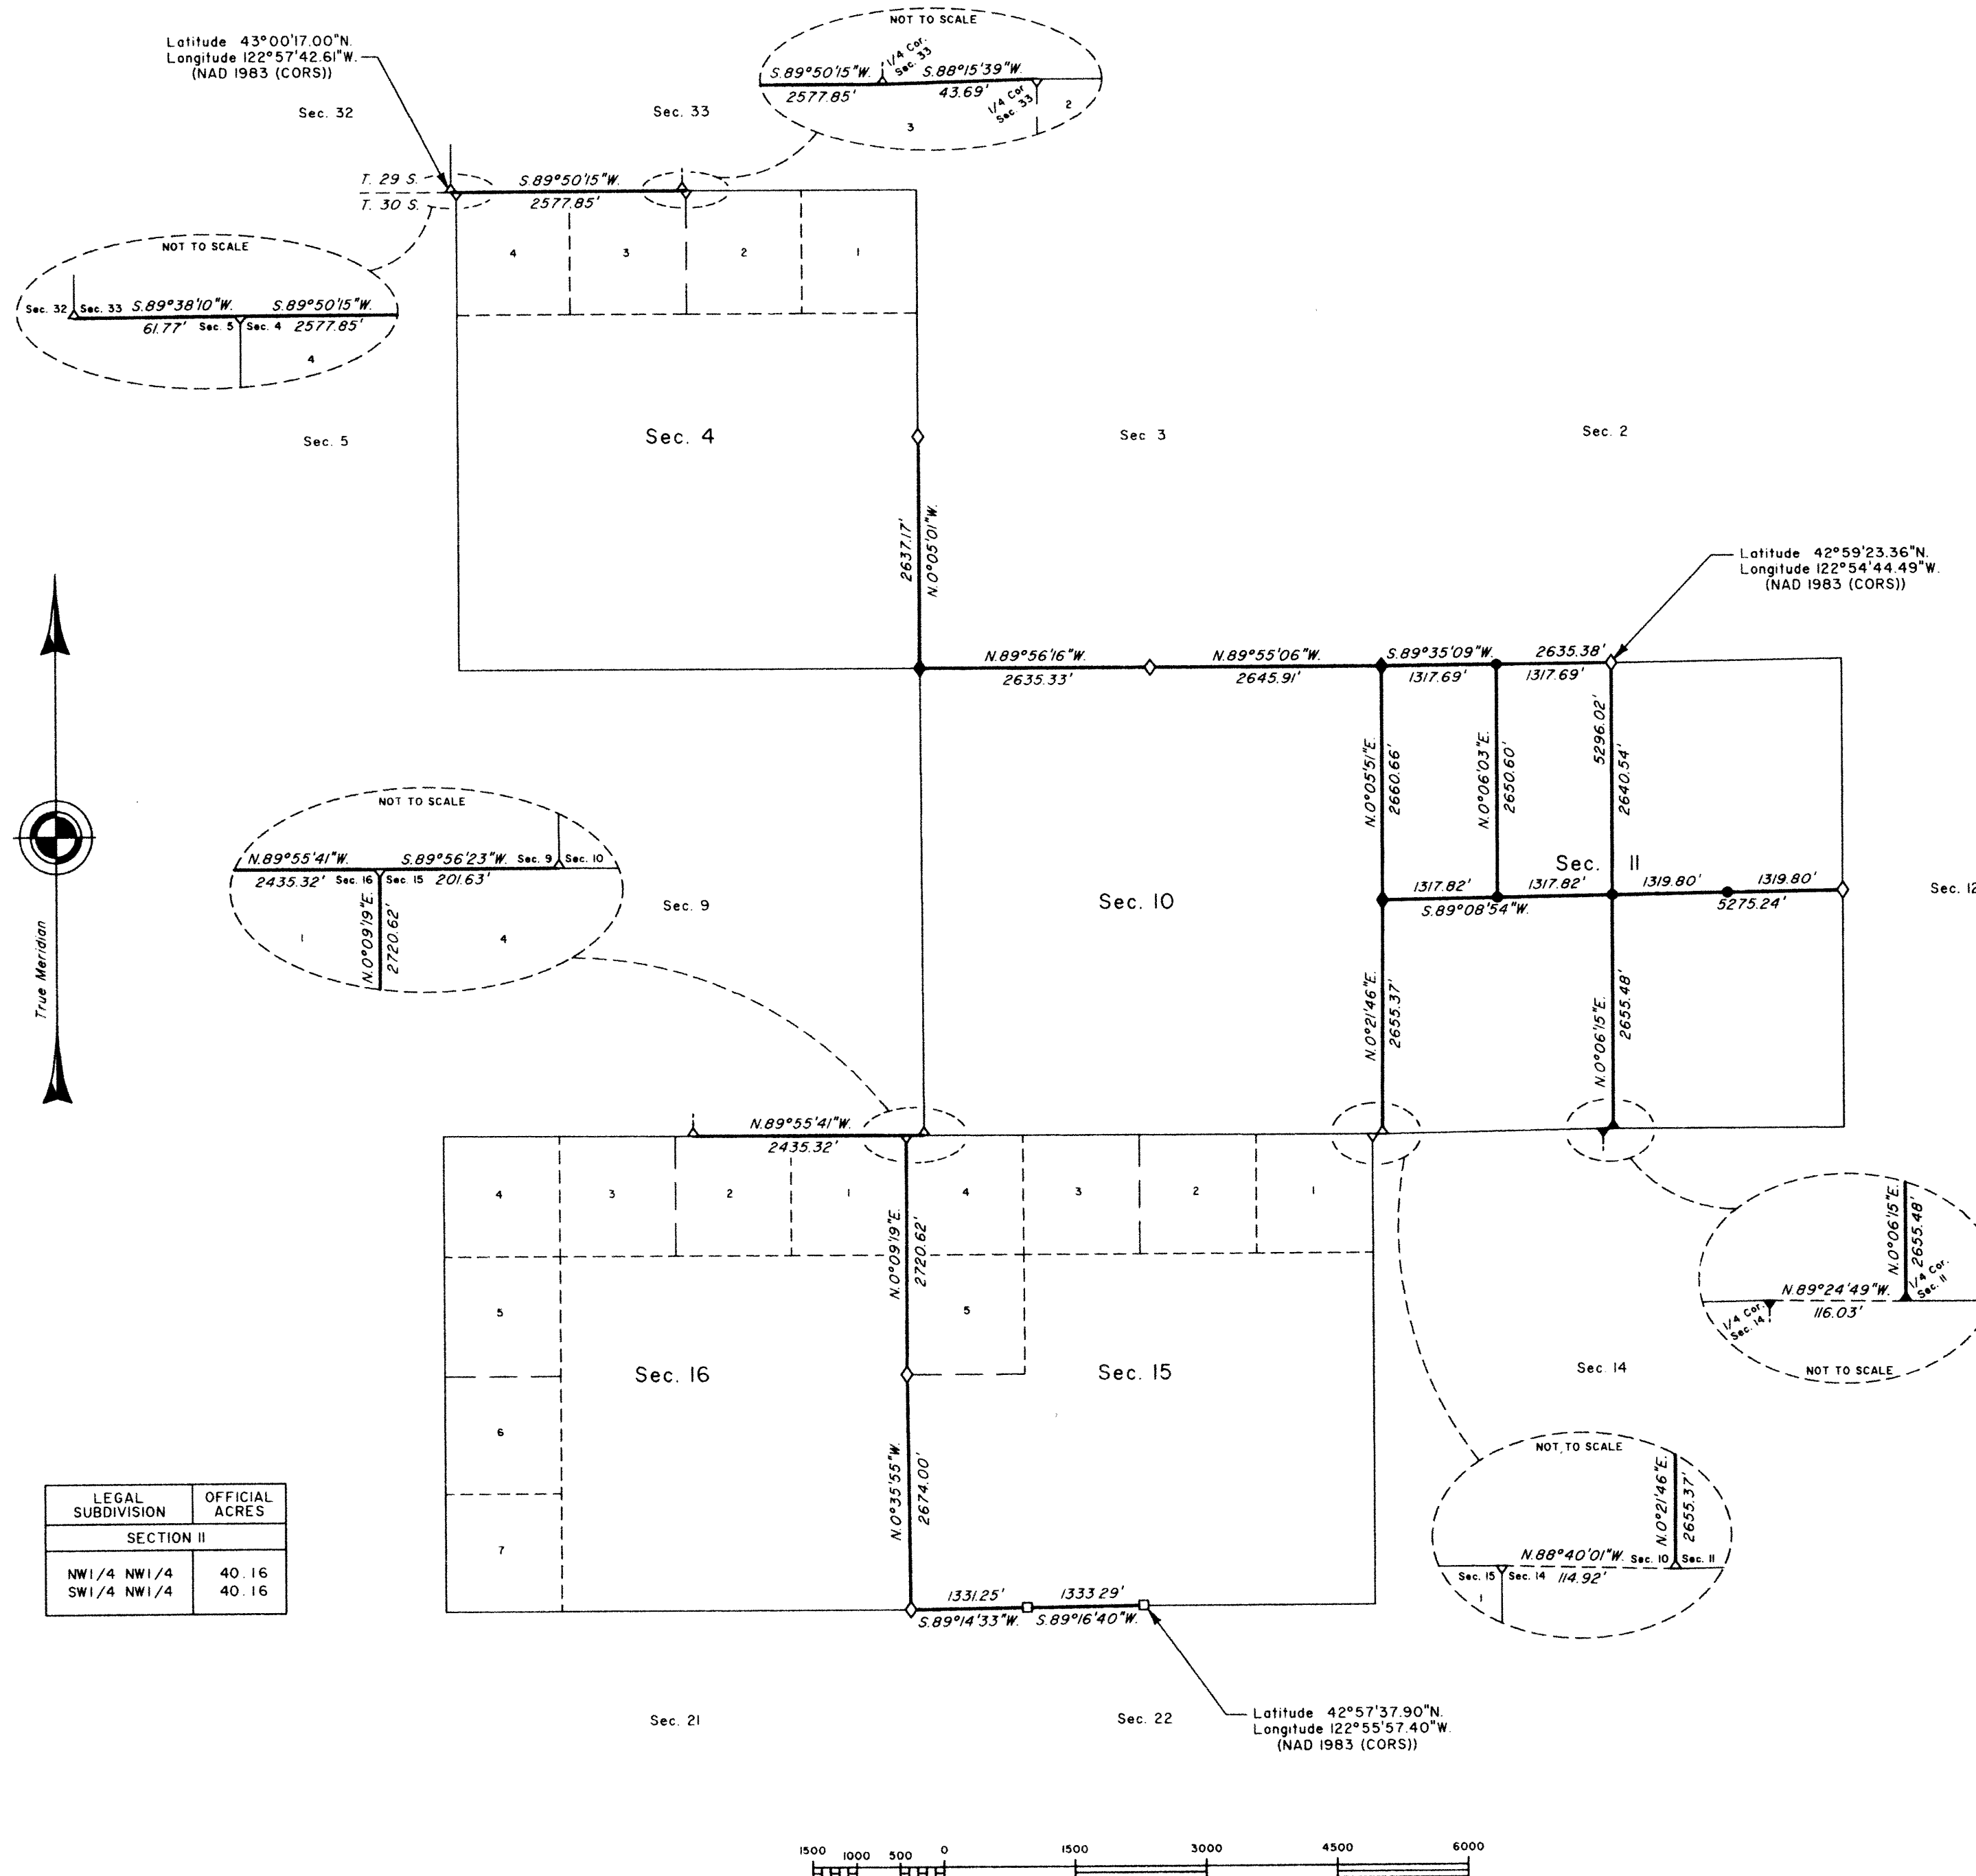 NOT TO SCALE
1/4 Cor.
Sec. 33
S.89°50'15"W.
S.88°15'39"W.
2577.85'
43.69'
1/4 Cor
Sec. 33
2
3
Latitude 43°00'17.00"N.
Longitude 122°57'42.61"W.
(NAD 1983 (CORS))
Sec. 32
Sec. 33
T. 29 S.
T. 30 S.
S.89°50'15"W.
2577.85'
4
3
2
1
NOT TO SCALE
Sec. 32
Sec. 33
S.89°38'10"W.
S.89°50'15"W.
61.77'
Sec. 5
Sec. 4
2577.85'
4
Sec. 5
Sec. 4
Sec. 3
Sec. 2
2637.17'
N.0°05'01"W.
Latitude 42°59'23.36"N.
Longitude 122°54'44.49"W.
(NAD 1983 (CORS))
N.89°56'16"W.
N.89°55'06"W.
S.89°35'09"W.
2635.38'
2635.33'
2645.91'
1317.69'
1317.69'
N.0°05'51"E.
2660.66'
N.0°06'03"E.
2650.60'
5296.02'
2640.54'
Sec. 11
1317.82'
1317.82'
1319.80'
1319.80'
S.89°08'54"W.
5275.24'
Sec. 12
True Meridian
NOT TO SCALE
N.89°55'41"W.
S.89°56'23"W.
Sec. 9
Sec. 10
2435.32'
Sec. 16
Sec. 15
201.63'
N.0°09'19"E.
2720.62'
1
4
Sec. 9
Sec. 10
N.0°21'46"E.
2655.37'
N.0°06'15"E.
2655.48'
N.89°55'41"W.
2435.32'
4
3
2
1
4
3
2
1
N.0°09'19"E.
2720.62'
5
5
Sec. 16
Sec. 15
Sec. 14
6
7
N.0°35'55"W.
2674.00'
N.0°06'15"E.
2655.48'
1/4 Cor.
Sec. 11
N.89°24'49"W.
116.03'
1/4 Cor.
Sec. 14
NOT TO SCALE
NOT TO SCALE
N.0°21'46"E.
2655.37'
N.88°40'01"W.
Sec. 10
Sec. 11
Sec. 15
Sec. 14
114.92'
1
LEGAL
SUBDIVISION
OFFICIAL
ACRES
SECTION 11
NW1/4 NW1/4 40.16
SW1/4 NW1/4 40.16
1331.25'
1333.29'
S.89°14'33"W.
S.89°16'40"W.
Sec. 21
Sec. 22
Latitude 42°57'37.90"N.
Longitude 122°55'57.40"W.
(NAD 1983 (CORS))
1500 1000 500 0 1500 3000 4500 6000